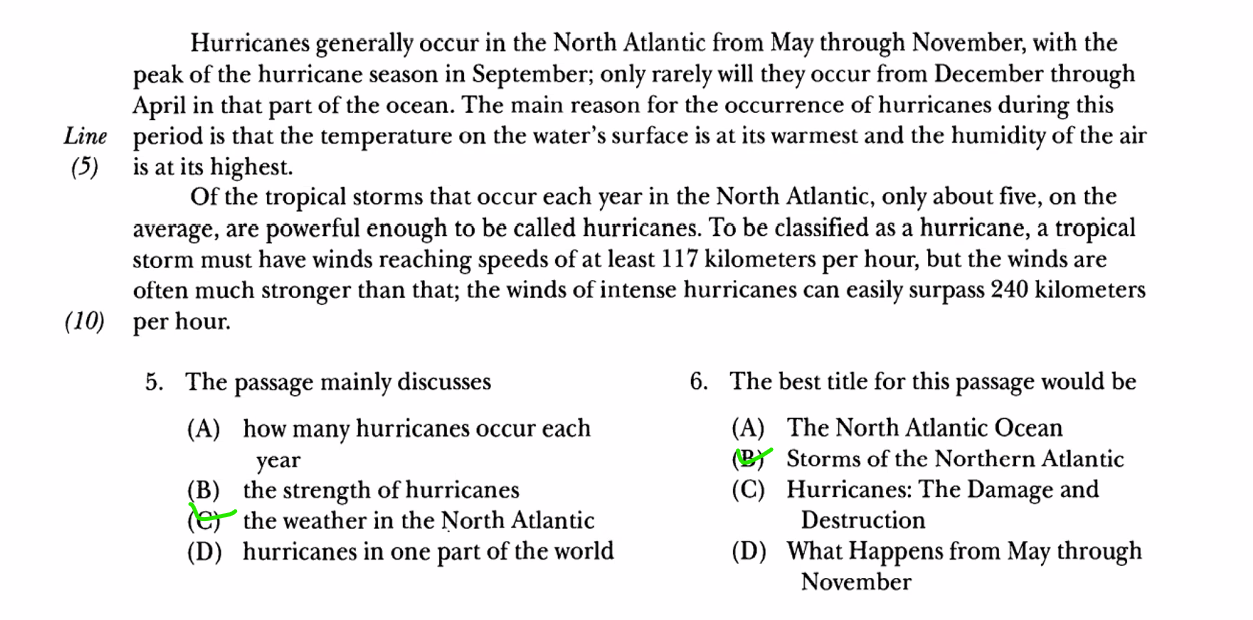 Hurricanes generally occur in the North Atlantic from May through November, with the
peak of the hurricane season in September; only rarely will they occur from December through
April in that part of the ocean. The main reason for the occurrence of hurricanes during this
Line period is that the temperature on the water's surface is at its warmest and the humidity of the air
(5) is at its highest.
Of the tropical storms that occur each year in the North Atlantic, only about five, on the
average, are powerful enough to be called hurricanes. To be classified as a hurricane, a tropical
storm must have winds reaching speeds of at least 117 kilometers per hour, but the winds are
often much stronger than that; the winds of intense hurricanes can easily surpass 240 kilometers
(10) per hour.
5. The passage mainly discusses
(A) how many hurricanes occur each
year
(B) the strength of hurricanes
(C) the weather in the North Atlantic
(D) hurricanes in one part of the world
6. The best title for this passage would be
(A) The North Atlantic Ocean
(B) Storms of the Northern Atlantic
(C) Hurricanes: The Damage and
Destruction
(D) What Happens from May through
November